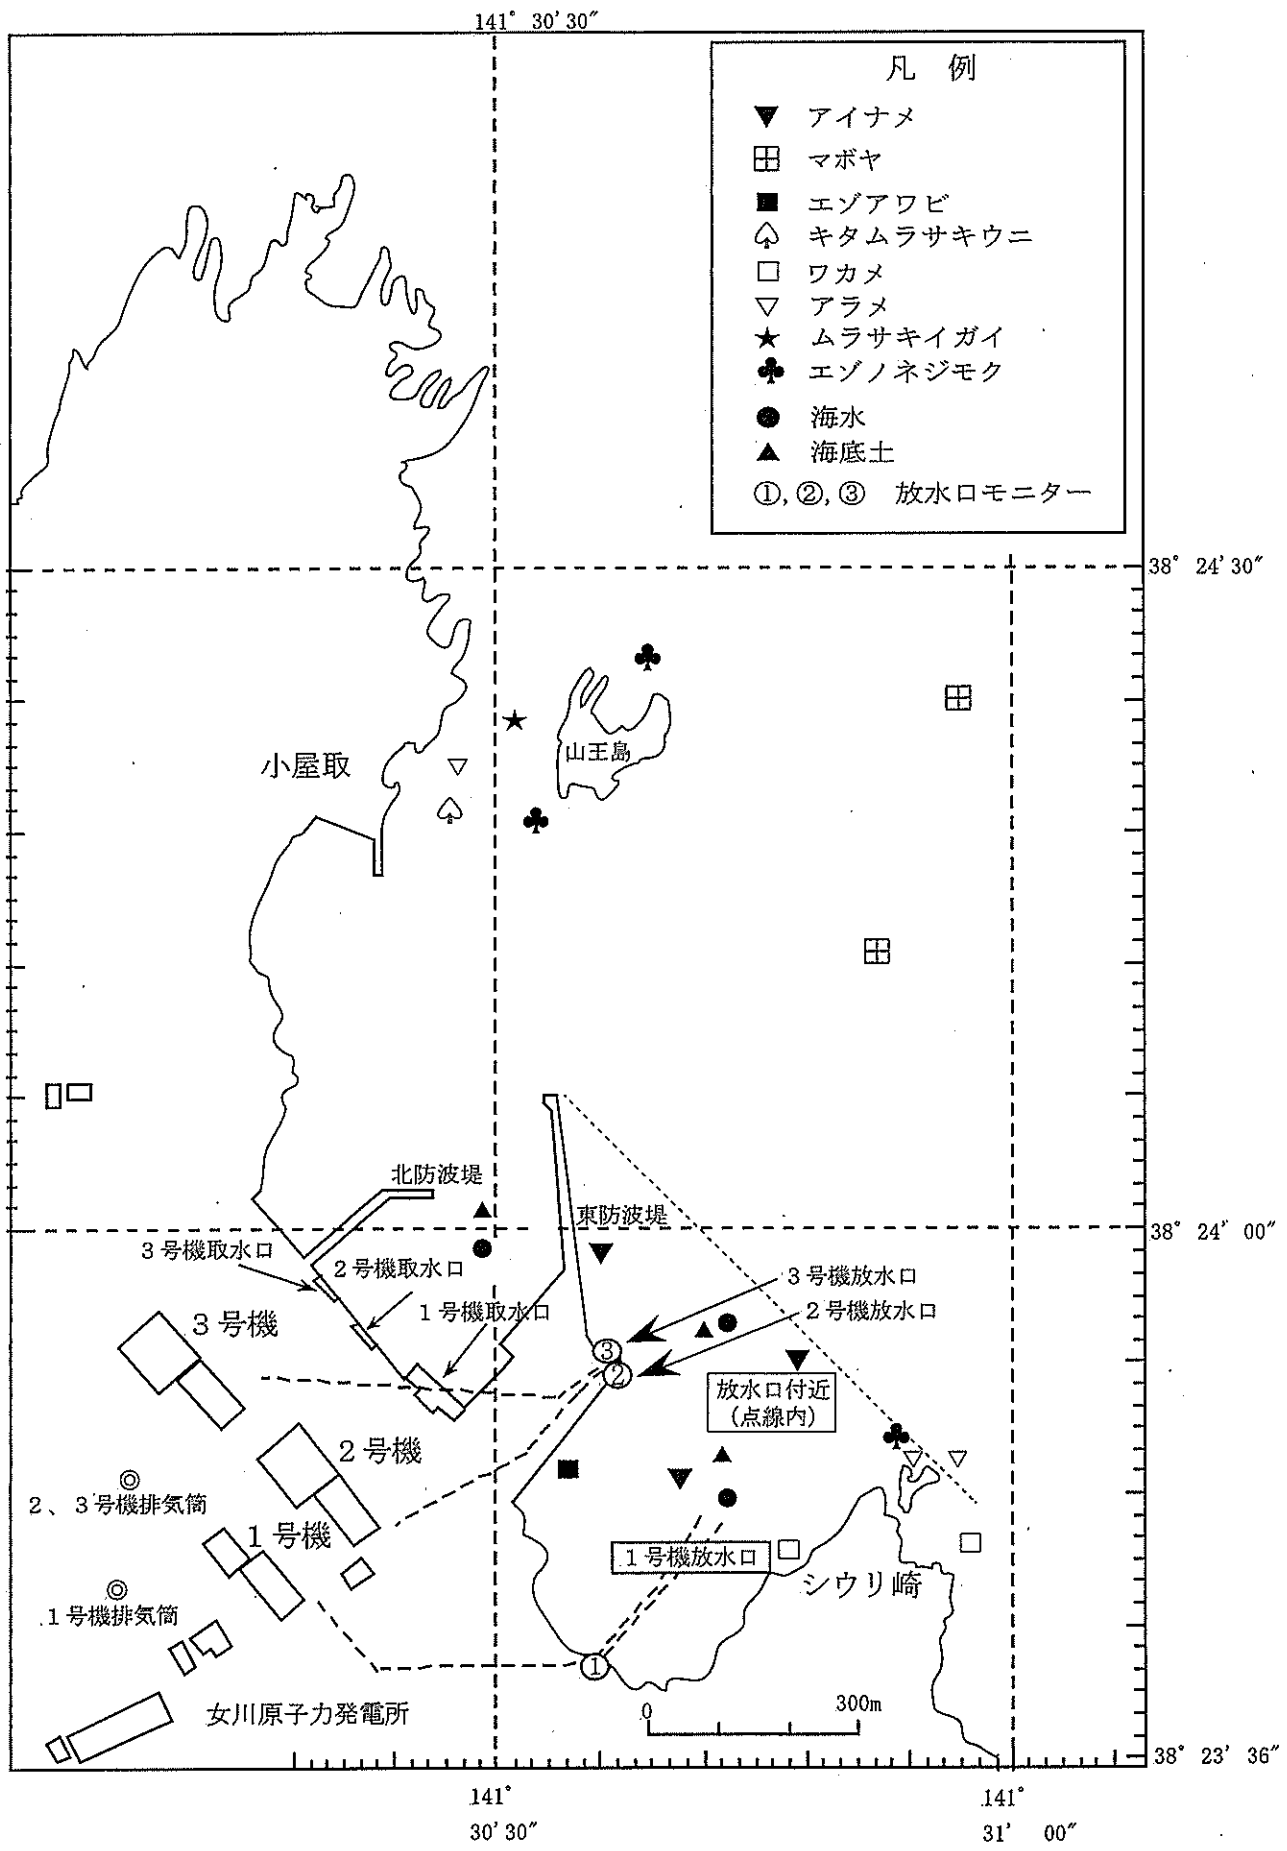 141° 30′30″
凡 例
アイナメ
マボヤ
エゾアワビ
キタムラサキウニ
ワカメ
アラメ
ムラサキイガイ
エゾノネジモク
海水
海底土
①,②,③ 放水口モニター
38° 24′30″
山王島
小屋取
北防波堤
東防波堤
38° 24′00″
3号機取水口
2号機取水口
1号機取水口
3号機放水口
2号機放水口
3号機
③
②
放水口付近
(点線内)
2号機
2、3号機排気筒
1号機
1号機放水口
シウリ崎
1号機排気筒
①
女川原子力発電所
0 300m
38° 23′36″
141°
30′30″
141°
31′ 00″